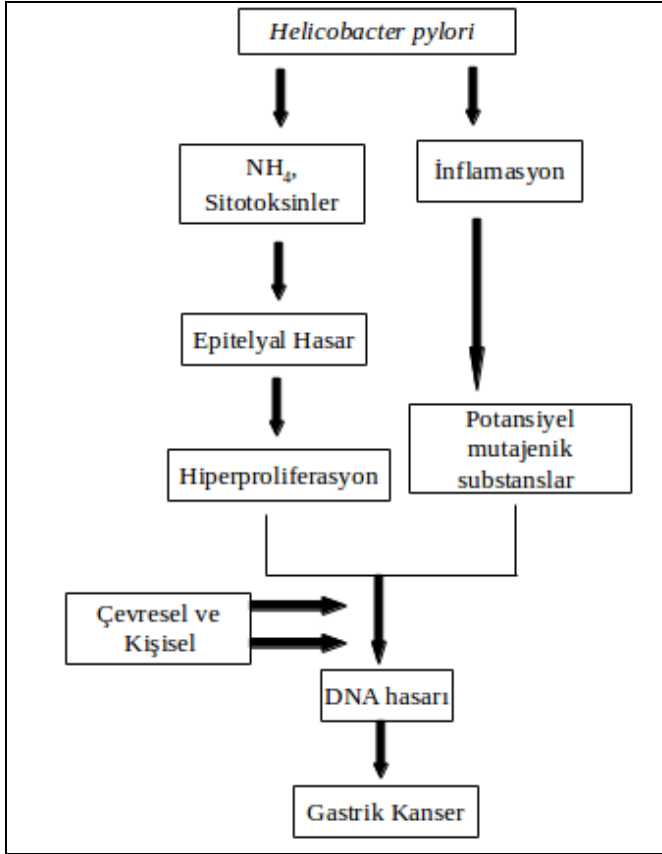 Helicobacter pylori
NH₄,
Sitotoksinler
İnflamasyon
Epitelyal Hasar
Hiperproliferasyon
Potansiyel
mutajenik
substanslar
Çevresel ve
Kişisel
DNA hasarı
Gastrik Kanser